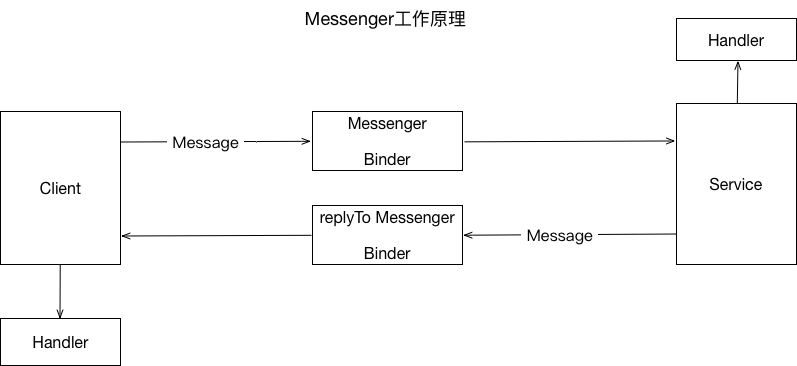 Messenger工作原理
Handler
Message
Messenger
Binder
Client
Service
replyTo Messenger
Binder
Message
Handler